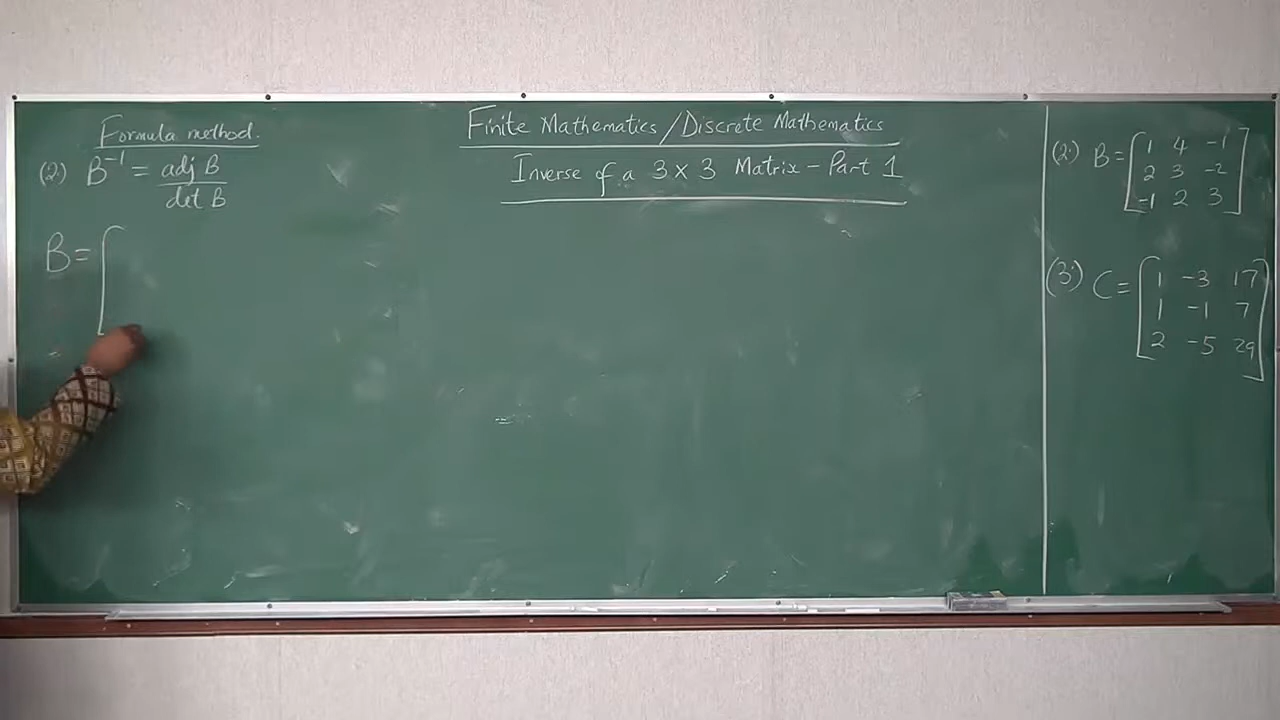 Finite Mathematics/Discrete Mathematics
Inverse of a 3 × 3 Matrix - Part 1
Formula method.
(2.) B⁻¹ = adj B
det B
B = [
(2.) B = [ 1 4 -1
2 3 -2
-1 2 3 ]
(3.) C = [ 1 -3 17
1 -1 7
2 -5 29 ]